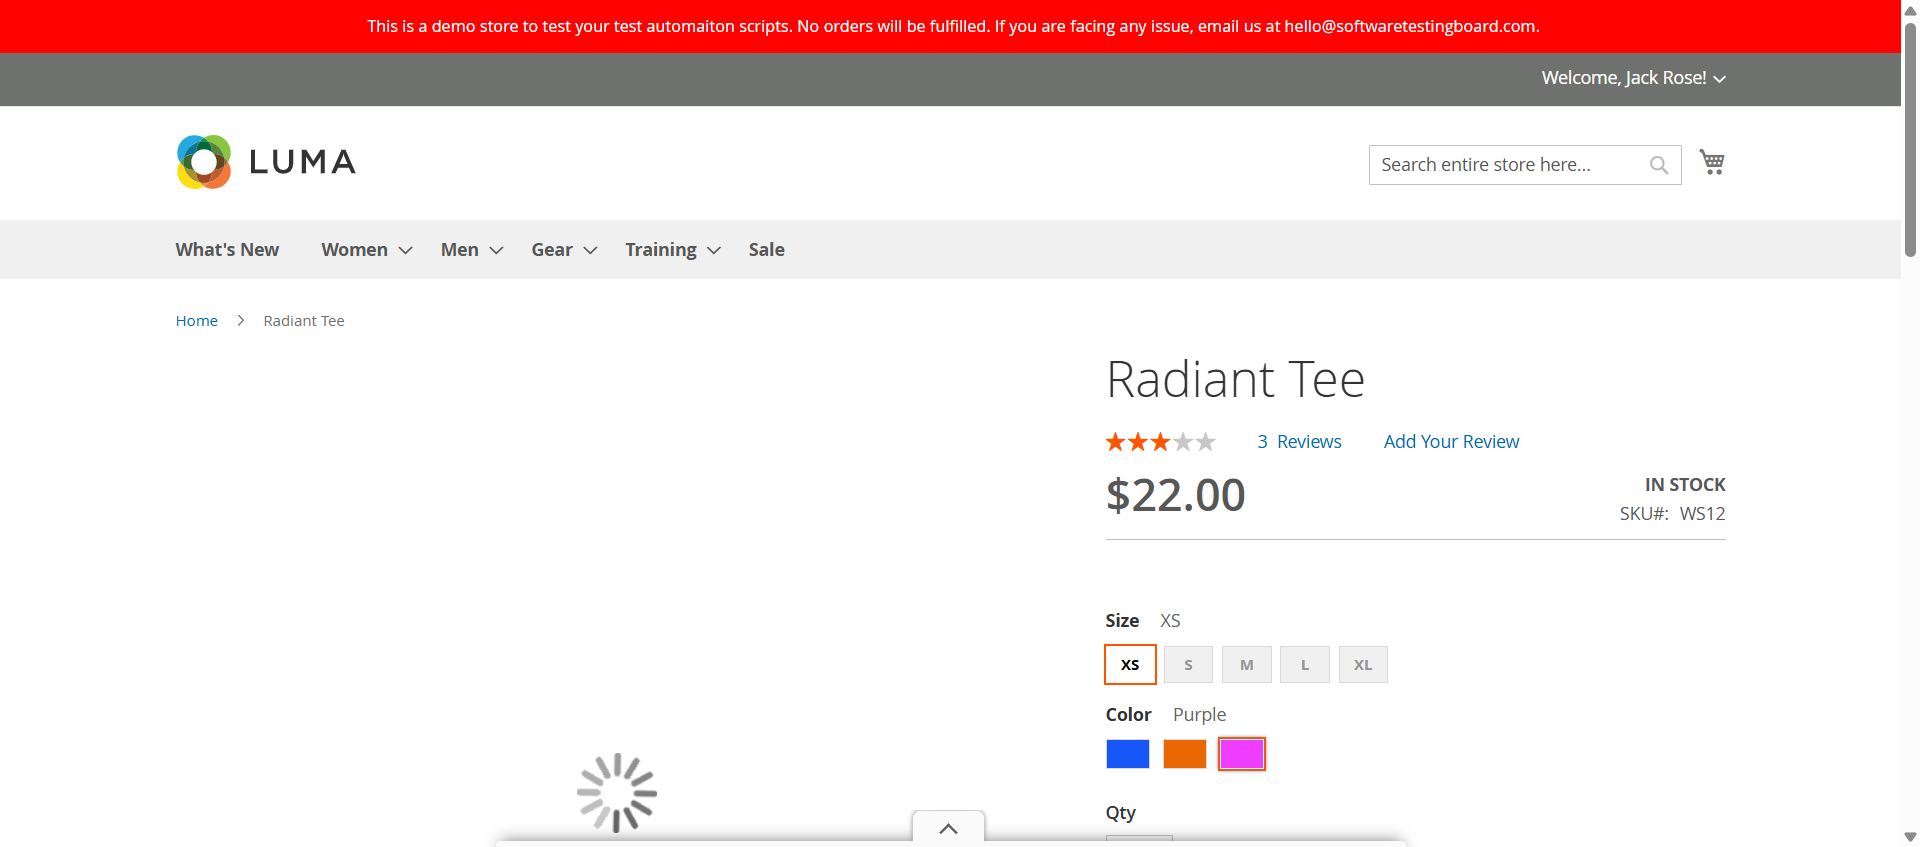 This is a demo store to test your test automaiton scripts. No orders will be fulfilled. If you are facing any issue, email us at hello@softwaretestingboard.com.
Welcome, Jack Rose!
LUMA
Search entire store here...
What's New Women Men Gear Training Sale
Home Radiant Tee
Radiant Tee
3 Reviews Add Your Review
$22.00
IN STOCK
SKU#: WS12
Size XS
XS S M L XL
Color Purple
Qty